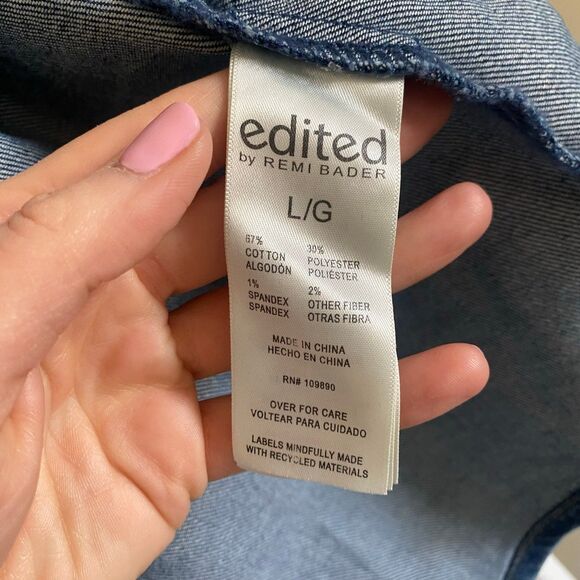 edited
by REMI BADER
L/G
67% 30%
COTTON POLYESTER
ALGODÓN POLIÉSTER
1% 2%
SPANDEX OTHER FIBER
SPANDEX OTRAS FIBRA
MADE IN CHINA
HECHO EN CHINA
RN# 109890
OVER FOR CARE
VOLTEAR PARA CUIDADO
LABELS MINDFULLY MADE
WITH RECYCLED MATERIALS